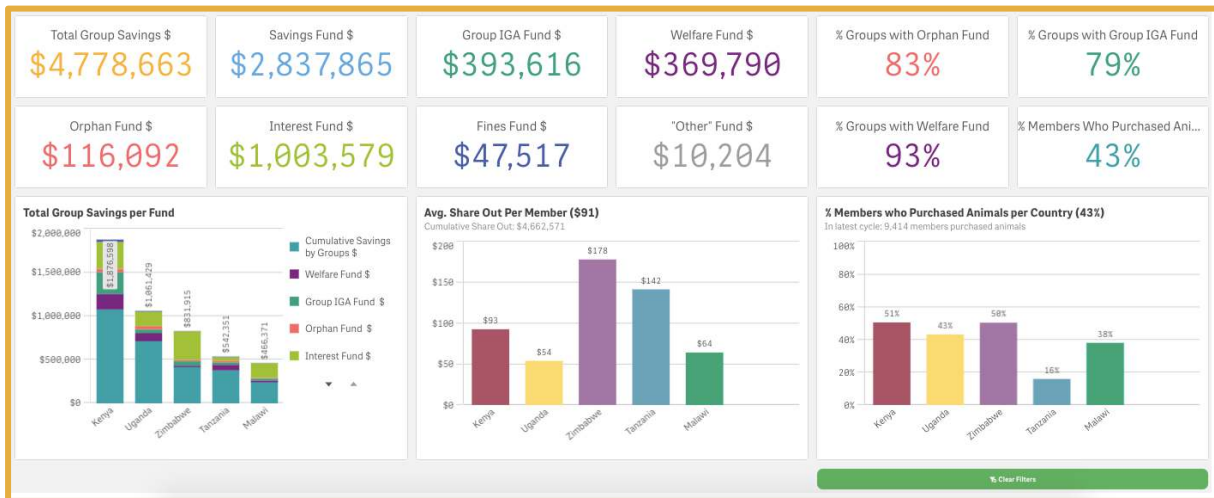 Total Group Savings $
$4,778,663
Savings Fund $
$2,837,865
Group IGA Fund $
$393,616
Welfare Fund $
$369,790
% Groups with Orphan Fund
83%
% Groups with Group IGA Fund
79%
Orphan Fund $
$116,092
Interest Fund $
$1,003,579
Fines Fund $
$47,517
"Other" Fund $
$10,204
% Groups with Welfare Fund
93%
% Members Who Purchased Ani...
43%
Total Group Savings per Fund
$2,000,000
$1,500,000
$1,000,000
$500,000
$0
$1,876,598
$1,061,429
$831,915
$542,351
$466,371
Kenya
Uganda
Zimbabwe
Tanzania
Malawi
Cumulative Savings
by Groups $
Welfare Fund $
Group IGA Fund $
Orphan Fund $
Interest Fund $
Avg. Share Out Per Member ($91)
Cumulative Share Out: $4,662,571
$200
$150
$100
$50
$0
$93
$54
$178
$142
$64
Kenya
Uganda
Zimbabwe
Tanzania
Malawi
% Members who Purchased Animals per Country (43%)
In latest cycle: 9,414 members purchased animals
100%
80%
60%
40%
20%
0%
51%
43%
50%
16%
38%
Kenya
Uganda
Zimbabwe
Tanzania
Malawi
Clear Filters